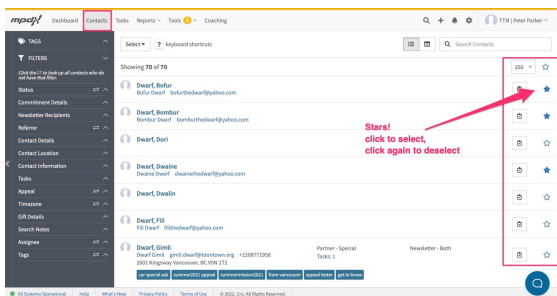 mpdx Dashboard Contacts Tasks Reports Tools Coaching TTM | Peter Parker
TAGS
Select ? keyboard shortcuts Search Contacts
FILTERS
Showing 70 of 70 250
Click the ⇄ to look up all contacts who do
not have that filter.
Status
Commitment Details
Newsletter Recipients
Referrer
Contact Details
Contact Location
Contact Information
Tasks
Appeal
Timezone
Gift Details
Search Notes
Assignee
Tags
Dwarf, Bofur
Bofur Dwarf bofurthedwarf@yahoo.com
Dwarf, Bombur
Bombur Dwarf bomburthedwarf@yahoo.com
Stars!
click to select,
click again to deselect
Dwarf, Dori
Dwarf, Dwaine
Dwaine Dwarf dwainethedwarf@yahoo.com
Dwarf, Dwalin
Dwarf, Fili
Fili Dwarf filithedwarf@yahoo.com
Dwarf, Gimli
Dwarf Gimli gimli.dwarf@toontown.org +2208771958
2001 Kingsway Vancouver, BC V5N 2T2
Partner - Special
Tasks: 1
Newsletter - Both
car special ask summer2021 appeal summermission2021 from vancouver appeal tester get to know
All Systems Operational Help What's New Privacy Policy Terms of Use © 2022, Cru. All Rights Reserved.